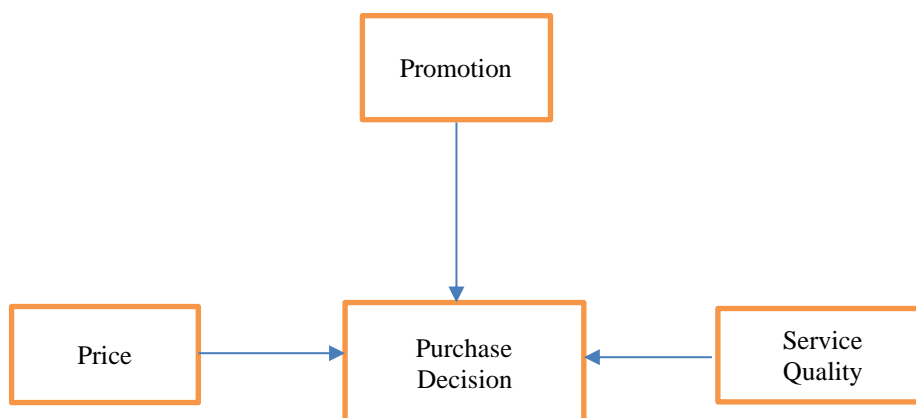 Promotion
Price
Purchase
Decision
Service
Quality